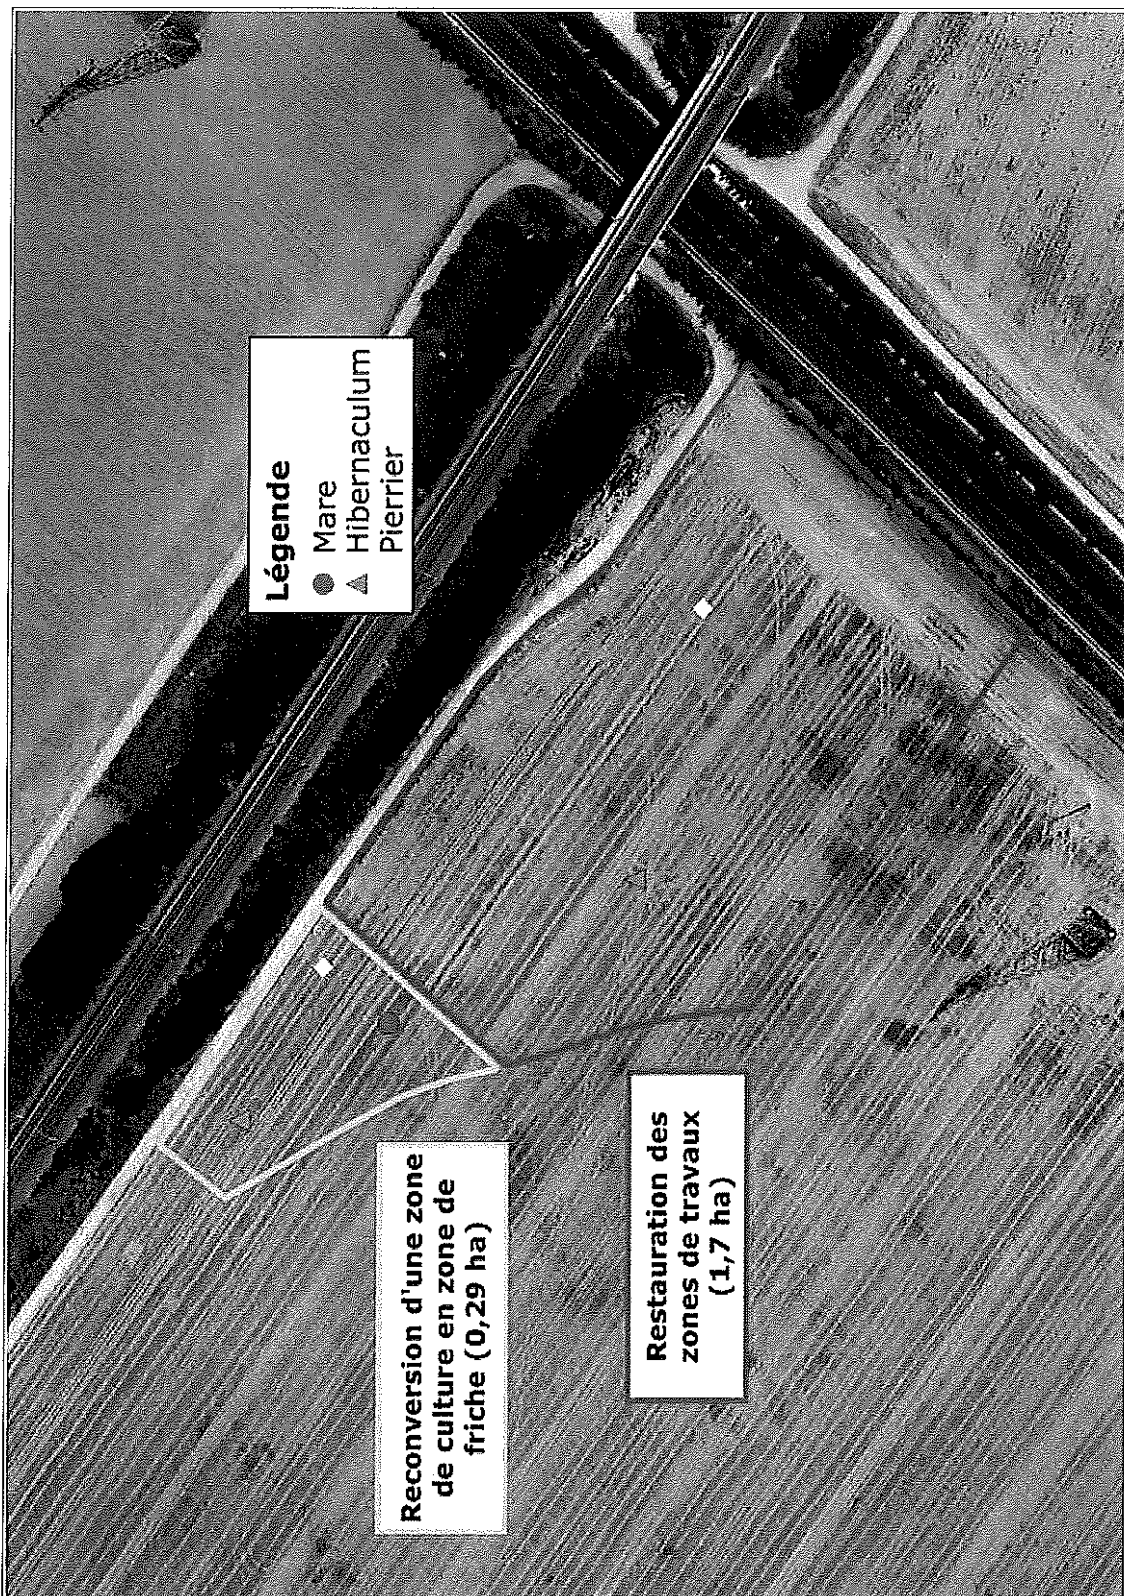 Légende
Mare
Hibernaculum
Pierrier
Reconversion d'une zone
de culture en zone de
friche (0,29 ha)
Restauration des
zones de travaux
(1,7 ha)